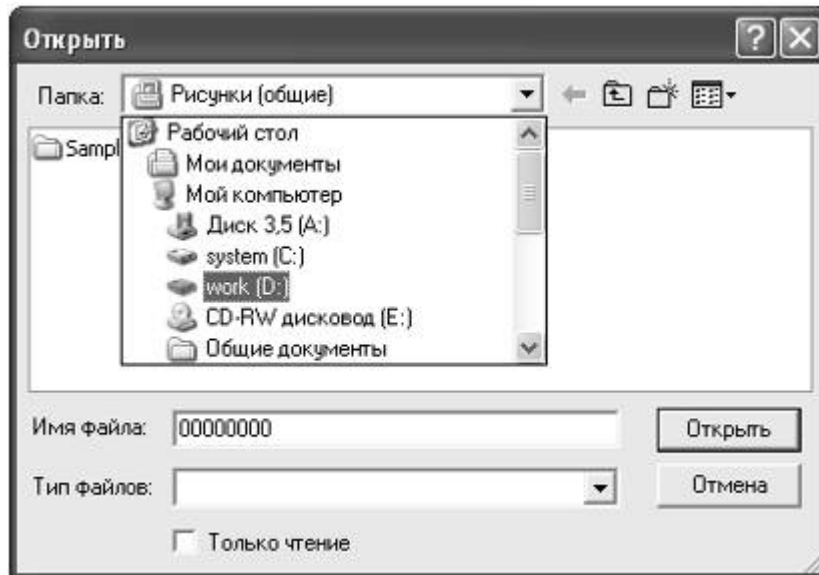 Открыть
Папка: Рисунки (общие)
Рабочий стол
Sampl
Мои документы
Мой компьютер
Диск 3,5 (A:)
system (C:)
work (D:)
CD-RW дисковод (E:)
Общие документы
Имя файла: 00000000 Открыть
Тип файлов: Отмена
Только чтение